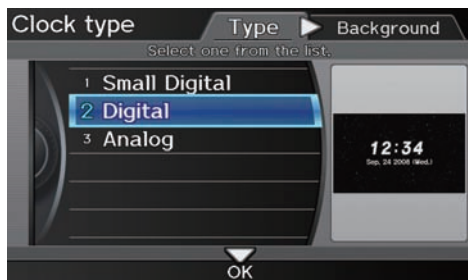 Clock type
Type
Background
Select one from the list.
1 Small Digital
2 Digital
3 Analog
12:34
Sep. 24 2008 (Wed.)
OK